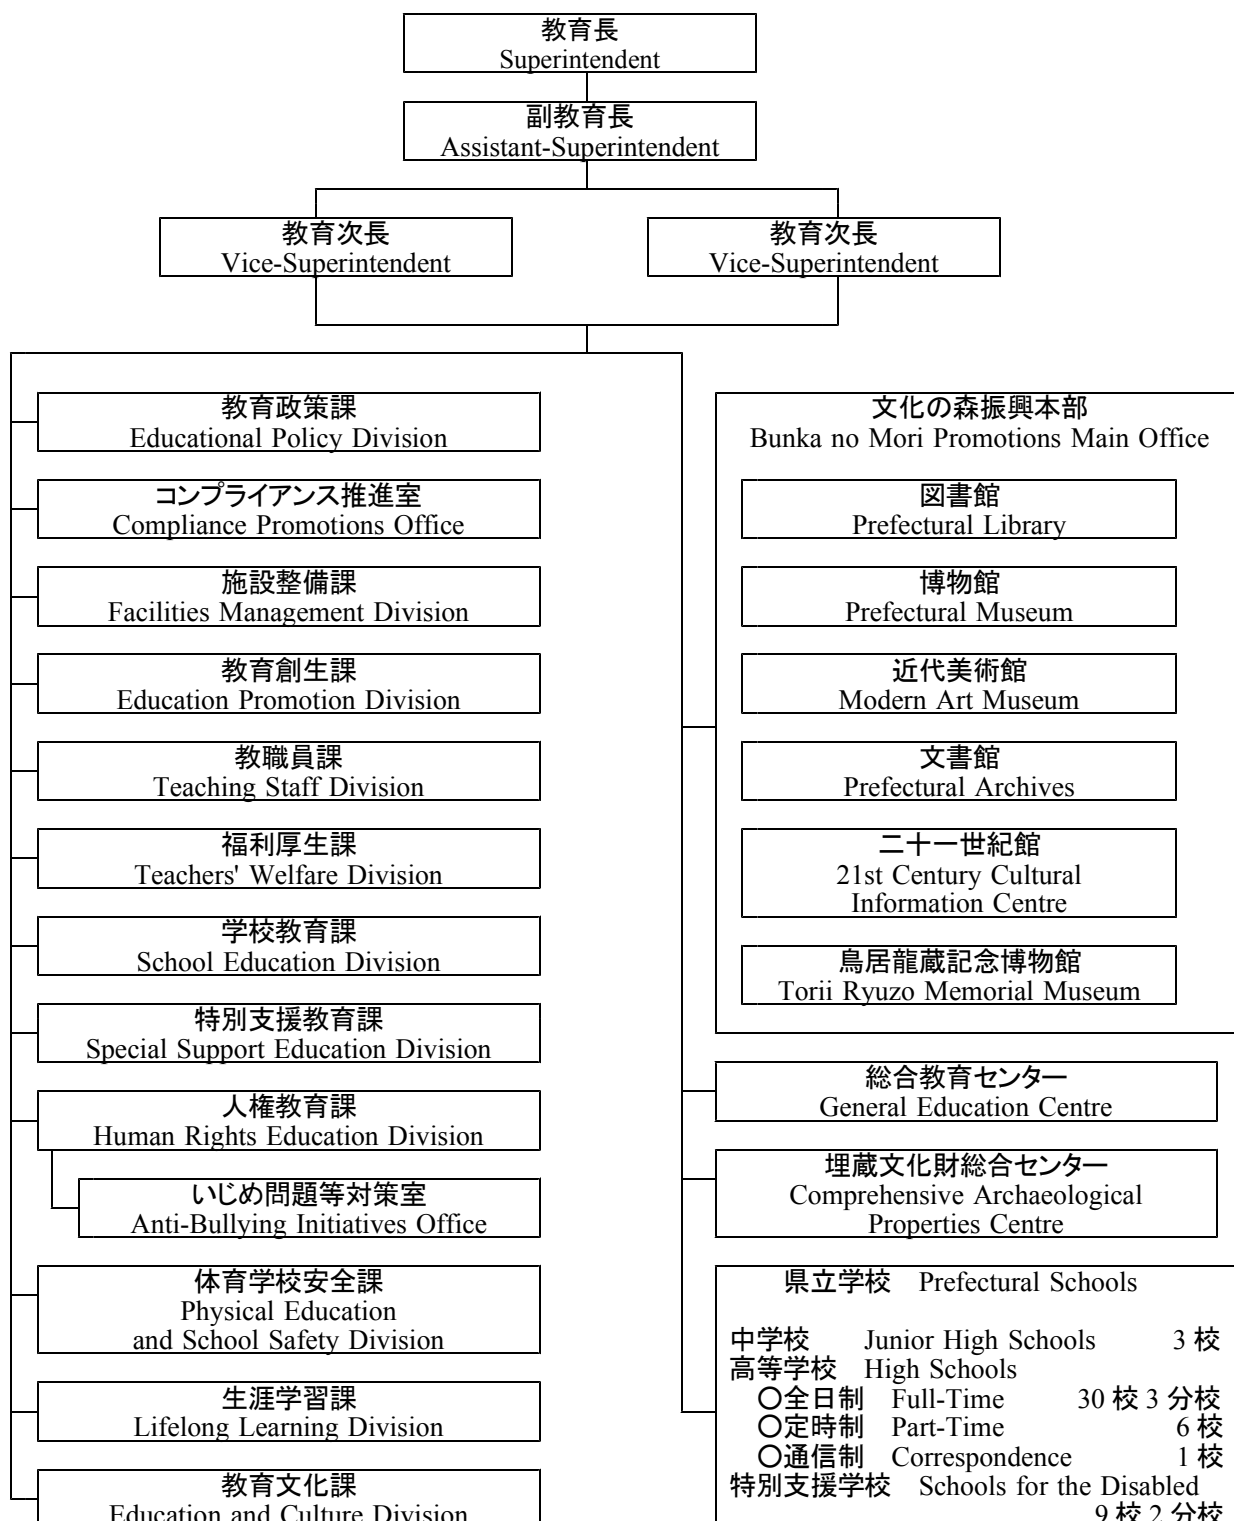 教育長
Superintendent
副教育長
Assistant-Superintendent
教育次長
Vice-Superintendent
教育次長
Vice-Superintendent
教育政策課
Educational Policy Division
コンプライアンス推進室
Compliance Promotions Office
施設整備課
Facilities Management Division
教育創生課
Education Promotion Division
教職員課
Teaching Staff Division
福利厚生課
Teachers' Welfare Division
学校教育課
School Education Division
特別支援教育課
Special Support Education Division
人権教育課
Human Rights Education Division
いじめ問題等対策室
Anti-Bullying Initiatives Office
体育学校安全課
Physical Education
and School Safety Division
生涯学習課
Lifelong Learning Division
教育文化課
Education and Culture Division
文化の森振興本部
Bunka no Mori Promotions Main Office
図書館
Prefectural Library
博物館
Prefectural Museum
近代美術館
Modern Art Museum
文書館
Prefectural Archives
二十一世紀館
21st Century Cultural
Information Centre
鳥居龍蔵記念博物館
Torii Ryuzo Memorial Museum
総合教育センター
General Education Centre
埋蔵文化財総合センター
Comprehensive Archaeological
Properties Centre
県立学校 Prefectural Schools
中学校 Junior High Schools 3 校
高等学校 High Schools
〇全日制 Full-Time 30 校 3 分校
〇定時制 Part-Time 6 校
〇通信制 Correspondence 1 校
特別支援学校 Schools for the Disabled
9 校 2 分校